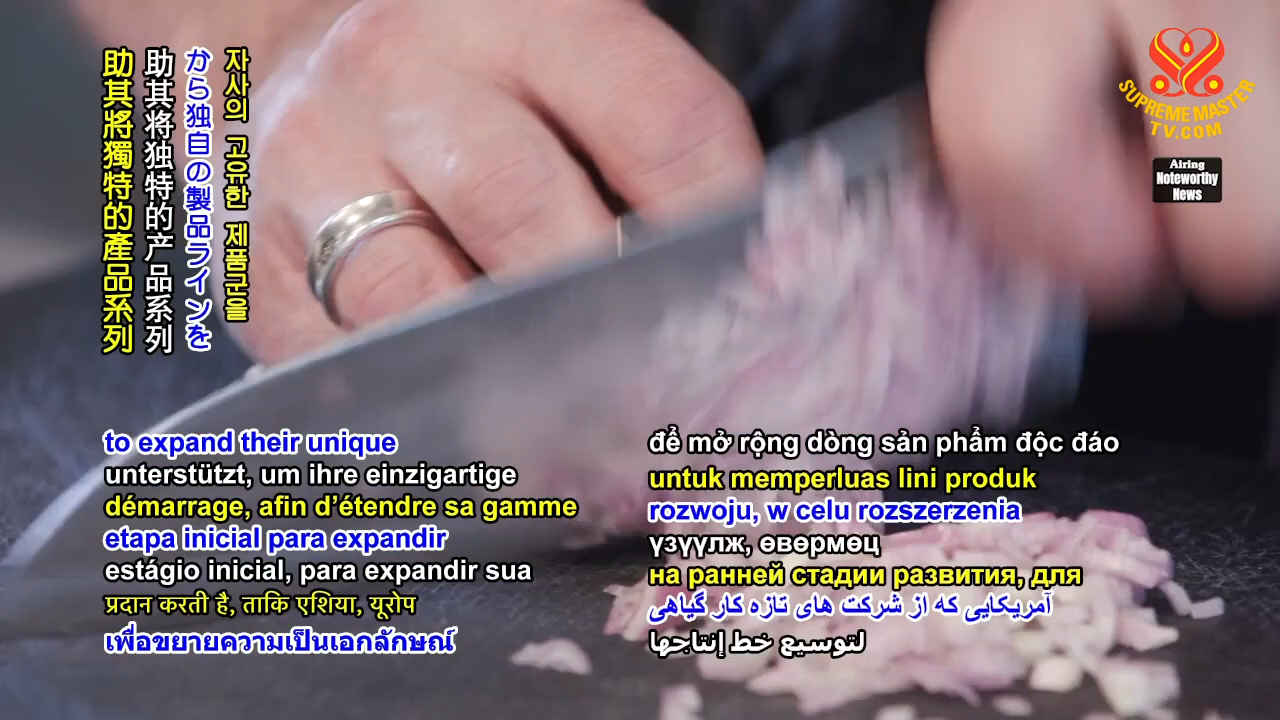 助其將獨特的產品系列
助其将独特的产品系列
から独自の製品ラインを
자사의 고유한 제품군을
SUPREME MASTER
TV.COM
Airing
Noteworthy
News
to expand their unique
unterstützt, um ihre einzigartige
démarrage, afin d’étendre sa gamme
etapa inicial para expandir
estágio inicial, para expandir sua
प्रदान करती है, ताकि एशिया, यूरोप
เพื่อขยายความเป็นเอกลักษณ์
để mở rộng dòng sản phẩm độc đáo
untuk memperluas lini produk
rozwoju, w celu rozszerzenia
үзүүлж, өвөрмөц
на ранней стадии развития, для
آمریکایی که از شرکت های تازه کار گیاهی
لتوسيع خط إنتاجها